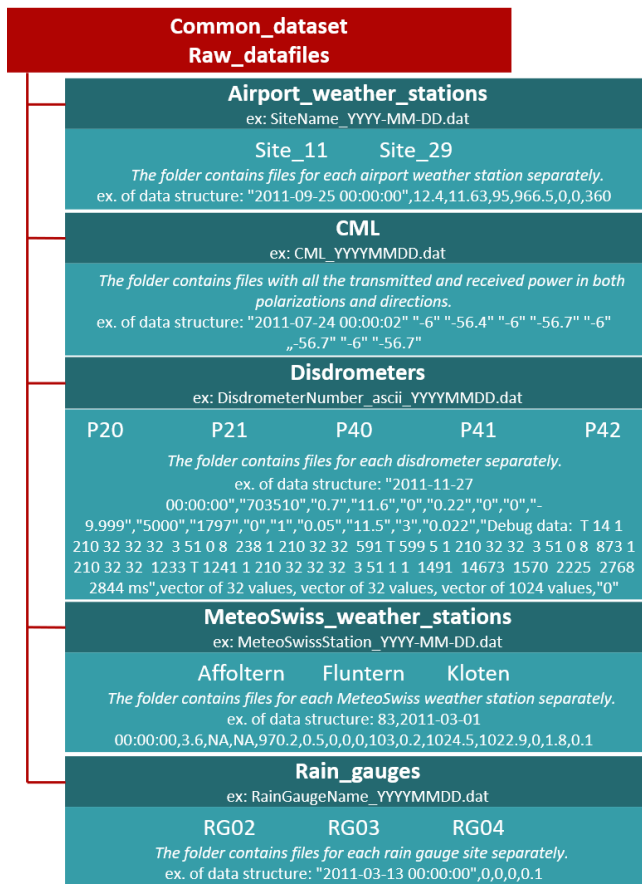 Common_dataset
Raw_datafiles
Airport_weather_stations
ex: SiteName_YYYY-MM-DD.dat
Site_11 Site_29
The folder contains files for each airport weather station separately.
ex. of data structure: "2011-09-25 00:00:00",12.4,11.63,95,966.5,0,0,360
CML
ex: CML_YYYYMMDD.dat
The folder contains files with all the transmitted and received power in both
polarizations and directions.
ex. of data structure: "2011-07-24 00:00:02" "-6" "-56.4" "-6" "-56.7" "-6"
„-56.7" "-6" "-56.7"
Disdrometers
ex: DisdrometerNumber_ascii_YYYYMMDD.dat
P20 P21 P40 P41 P42
The folder contains files for each disdrometer separately.
ex. of data structure: "2011-11-27
00:00:00","703510","0.7","11.6","0","0.22","0","0","-
9.999","5000","1797","0","1","0.05","11.5","3","0.022","Debug data: T 14 1
210 32 32 32 3 51 0 8 238 1 210 32 32 591 T 599 5 1 210 32 32 3 51 0 8 873 1
210 32 32 1233 T 1241 1 210 32 32 32 3 51 1 1 1491 14673 1570 2225 2768
2844 ms",vector of 32 values, vector of 32 values, vector of 1024 values,"0"
MeteoSwiss_weather_stations
ex: MeteoSwissStation_YYYY-MM-DD.dat
Affoltern Fluntern Kloten
The folder contains files for each MeteoSwiss weather station separately.
ex. of data structure: 83,2011-03-01
00:00:00,3.6,NA,NA,970.2,0.5,0,0,0,103,0.2,1024.5,1022.9,0,1.8,0.1
Rain_gauges
ex: RainGaugeName_YYYYMMDD.dat
RG02 RG03 RG04
The folder contains files for each rain gauge site separately.
ex. of data structure: "2011-03-13 00:00:00",0,0,0,0.1